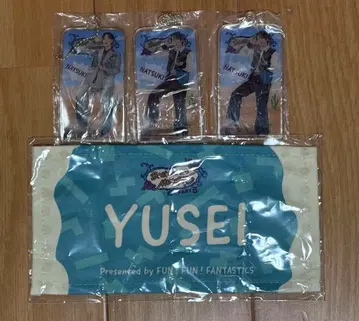 NATSUKI
NATSUKI
NATSUKI
YUSEI
Presented by FUN! FUN! FANTASTICS